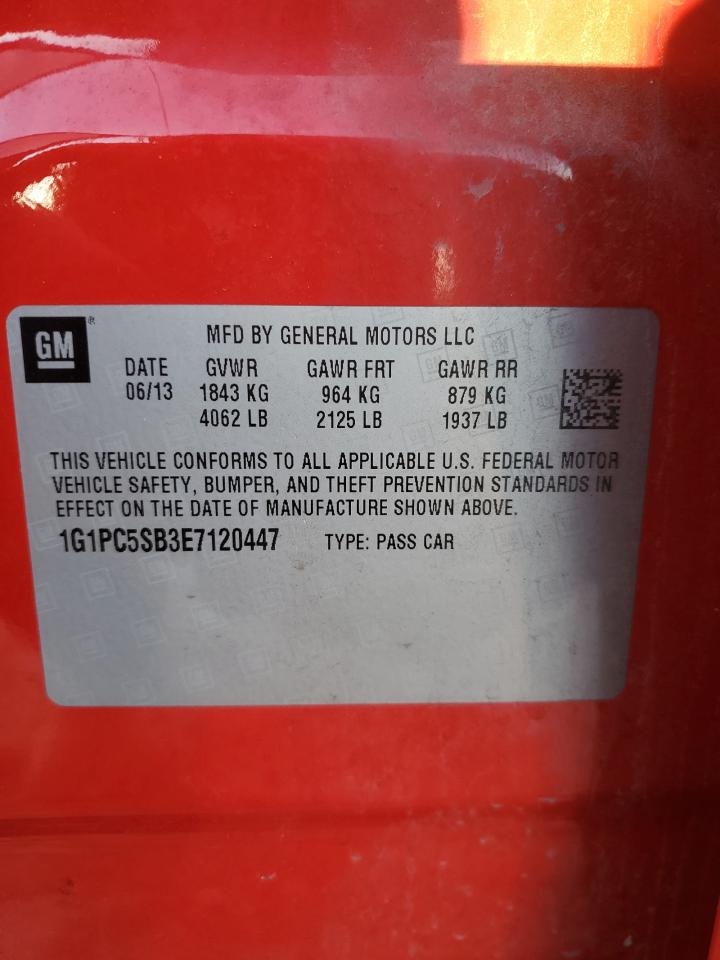 GM
MFD BY GENERAL MOTORS LLC
DATE GVWR GAWR FRT GAWR RR
06/13 1843 KG 964 KG 879 KG
4062 LB 2125 LB 1937 LB
THIS VEHICLE CONFORMS TO ALL APPLICABLE U.S. FEDERAL MOTOR
VEHICLE SAFETY, BUMPER, AND THEFT PREVENTION STANDARDS IN
EFFECT ON THE DATE OF MANUFACTURE SHOWN ABOVE.
1G1PC5SB3E7120447 TYPE: PASS CAR